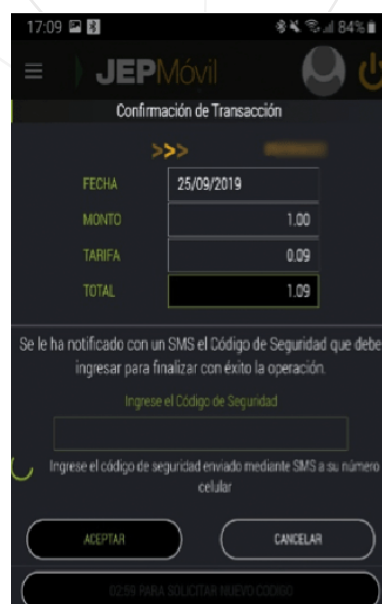 17:09 84%
JEPMóvil
Confirmación de Transacción
>>>
FECHA 25/09/2019
MONTO 1.00
TARIFA 0.09
TOTAL 1.09
Se le ha notificado con un SMS el Código de Seguridad que debe
ingresar para finalizar con éxito la operación.
Ingrese el Código de Seguridad
Ingrese el código de seguridad enviado mediante SMS a su número
celular
ACEPTAR CANCELAR
02:59 PARA SOLICITAR NUEVO CODIGO